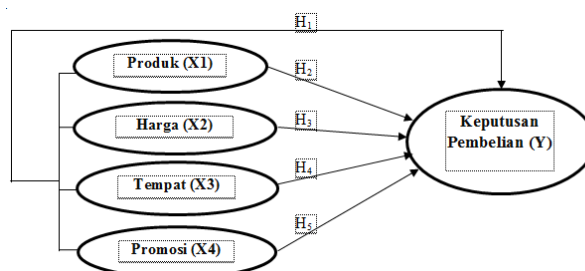 H₁
Produk (X1)
H₂
Harga (X2)
H₃
Keputusan
Pembelian (Y)
Tempat (X3)
H₄
Promosi (X4)
H₅